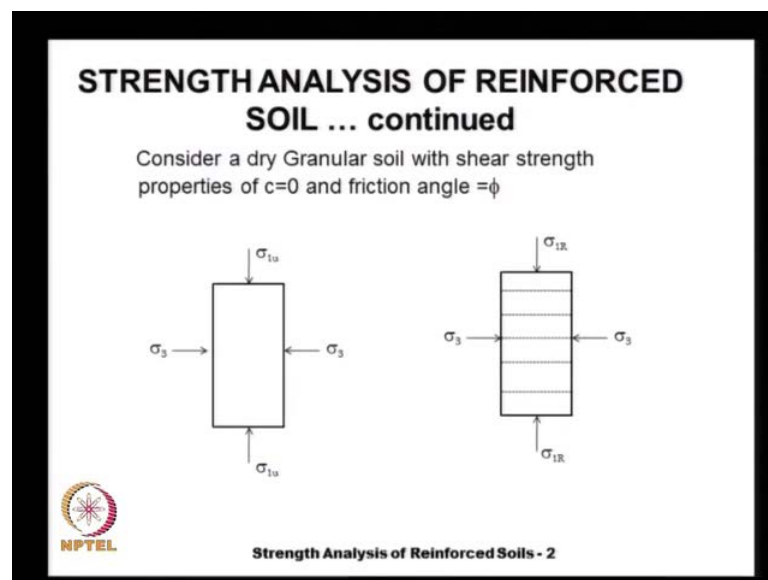 STRENGTH ANALYSIS OF REINFORCED
SOIL ... continued
Consider a dry Granular soil with shear strength
properties of c=0 and friction angle =ϕ
σ1u
σ1R
σ3
σ3
σ3
σ3
σ1u
σ1R
NPTEL
Strength Analysis of Reinforced Soils - 2